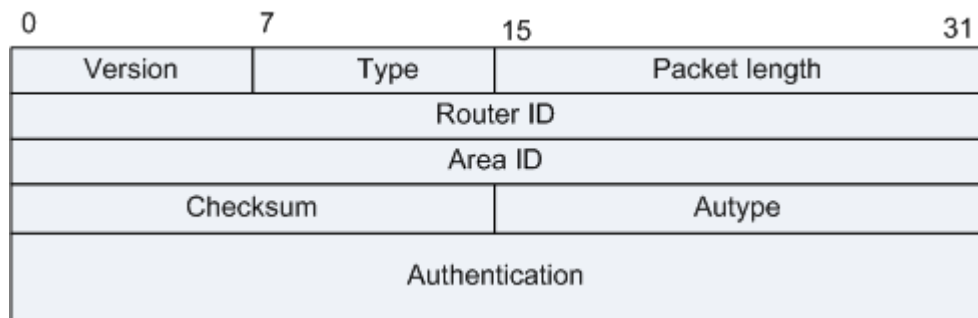 0 7 15 31
Version Type Packet length
Router ID
Area ID
Checksum Autype
Authentication